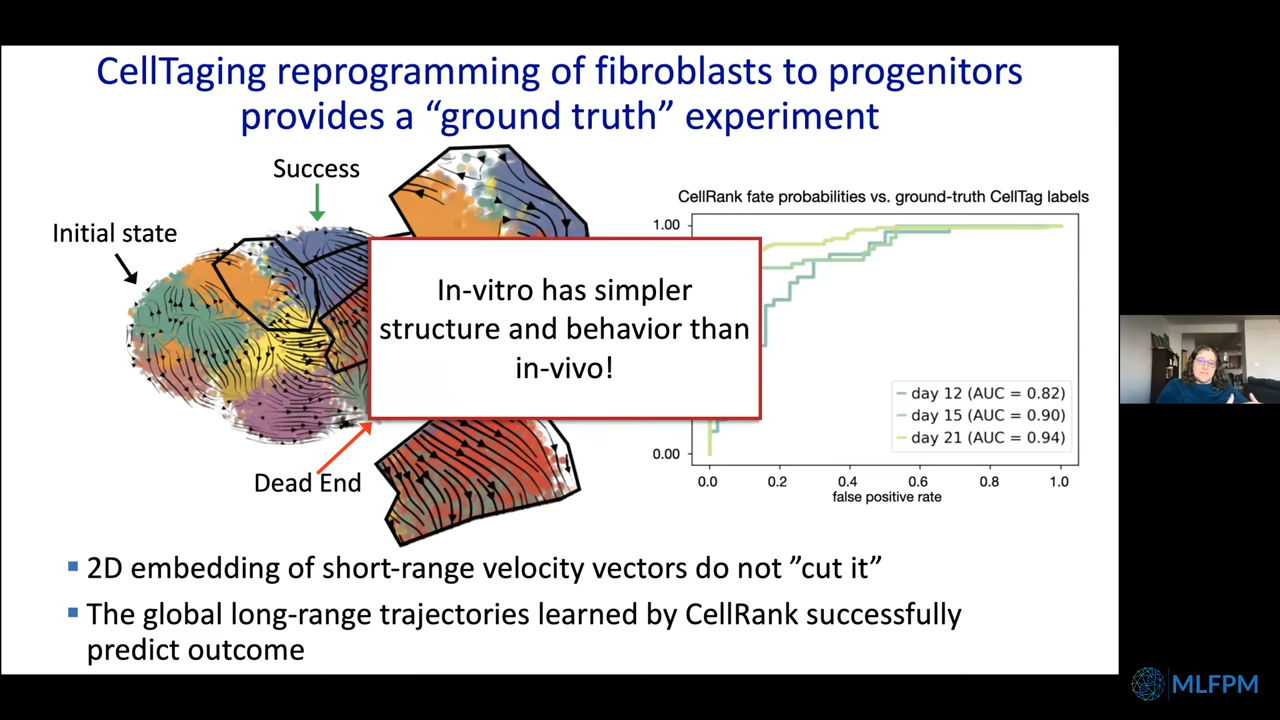 CellTaging reprogramming of fibroblasts to progenitors
provides a “ground truth” experiment
Success
Initial state
Dead End
In-vitro has simpler
structure and behavior than
in-vivo!
CellRank fate probabilities vs. ground-truth CellTag labels
1.00
0.00
day 12 (AUC = 0.82)
day 15 (AUC = 0.90)
day 21 (AUC = 0.94)
0.0 0.2 0.4 0.6 0.8 1.0
false positive rate
2D embedding of short-range velocity vectors do not ”cut it”
The global long-range trajectories learned by CellRank successfully
predict outcome
MLFPM